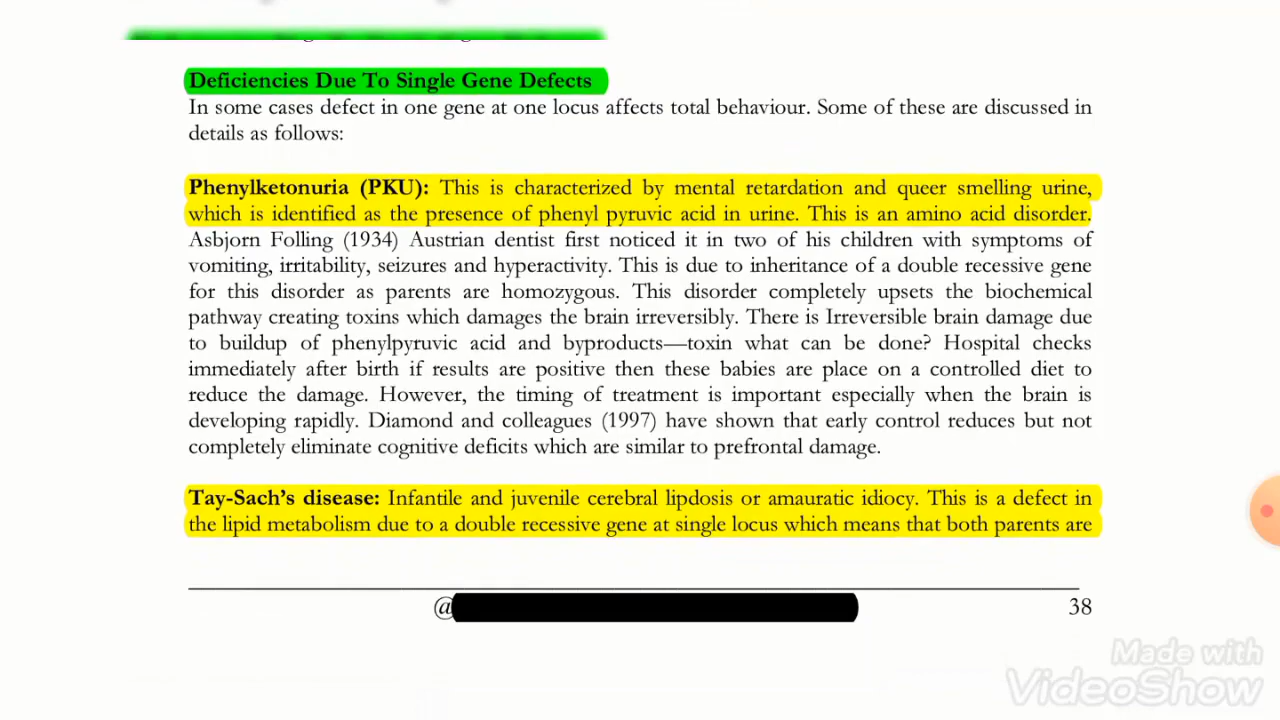 Deficiencies Due To Single Gene Defects
In some cases defect in one gene at one locus affects total behaviour. Some of these are discussed in
details as follows:
Phenylketonuria (PKU): This is characterized by mental retardation and queer smelling urine,
which is identified as the presence of phenyl pyruvic acid in urine. This is an amino acid disorder.
Asbjorn Folling (1934) Austrian dentist first noticed it in two of his children with symptoms of
vomiting, irritability, seizures and hyperactivity. This is due to inheritance of a double recessive gene
for this disorder as parents are homozygous. This disorder completely upsets the biochemical
pathway creating toxins which damages the brain irreversibly. There is Irreversible brain damage due
to buildup of phenylpyruvic acid and byproducts—toxin what can be done? Hospital checks
immediately after birth if results are positive then these babies are place on a controlled diet to
reduce the damage. However, the timing of treatment is important especially when the brain is
developing rapidly. Diamond and colleagues (1997) have shown that early control reduces but not
completely eliminate cognitive deficits which are similar to prefrontal damage.
Tay-Sach's disease: Infantile and juvenile cerebral lipdosis or amauratic idiocy. This is a defect in
the lipid metabolism due to a double recessive gene at single locus which means that both parents are
@ 38
Made with
VideoShow